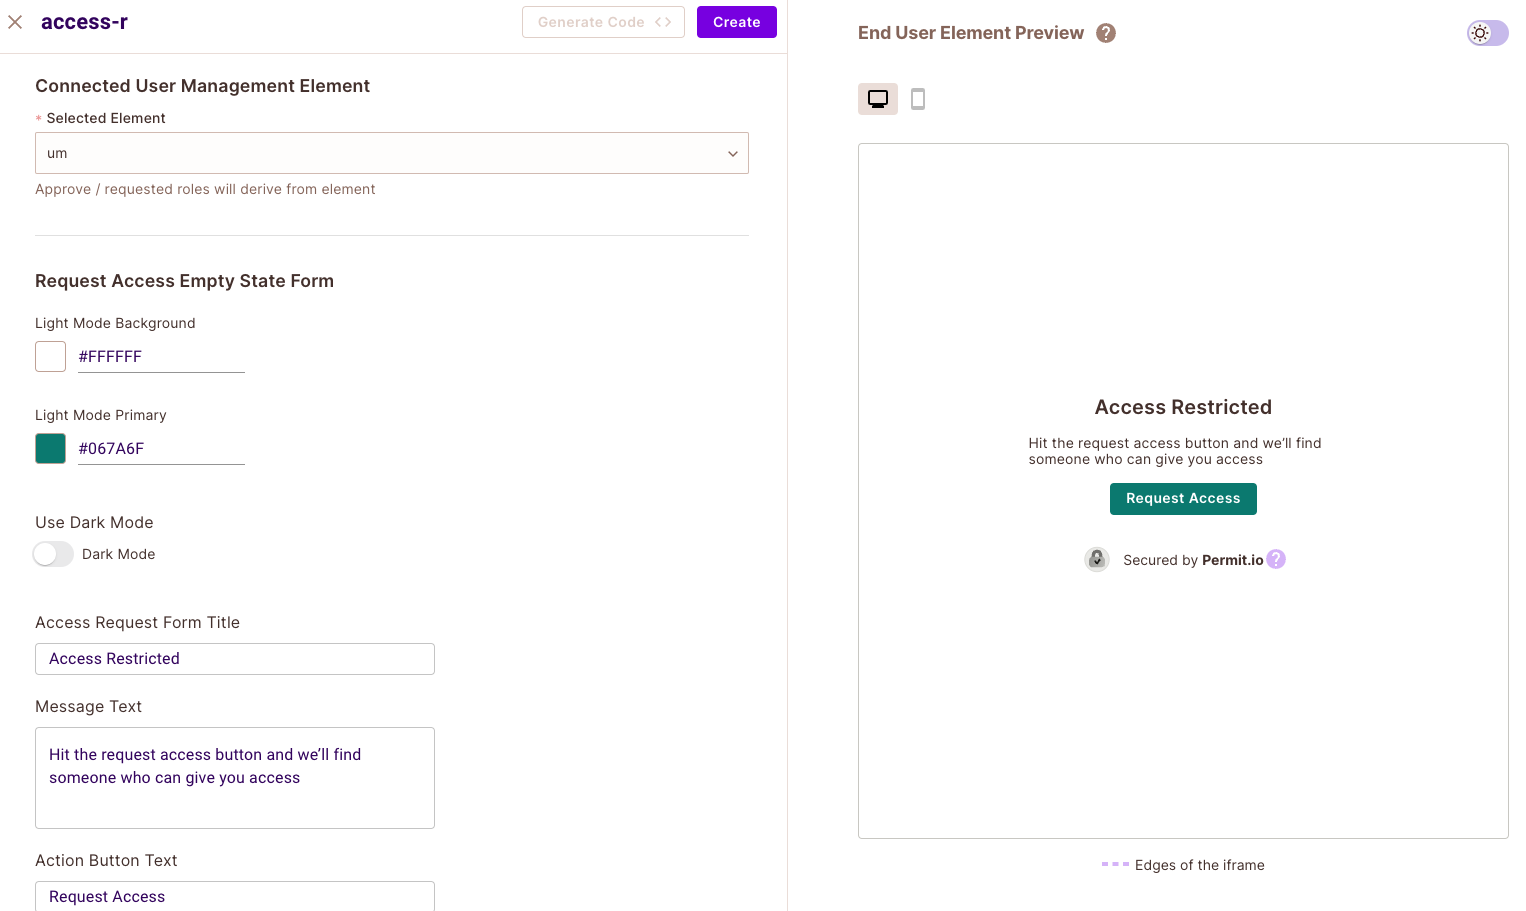 access-r
Generate Code
Create
Connected User Management Element
* Selected Element
um
Approve / requested roles will derive from element
Request Access Empty State Form
Light Mode Background
#FFFFFF
Light Mode Primary
#067A6F
Use Dark Mode
Dark Mode
Access Request Form Title
Access Restricted
Message Text
Hit the request access button and we’ll find
someone who can give you access
Action Button Text
Request Access
End User Element Preview ?
Access Restricted
Hit the request access button and we’ll find
someone who can give you access
Request Access
Secured by Permit.io ?
Edges of the iframe